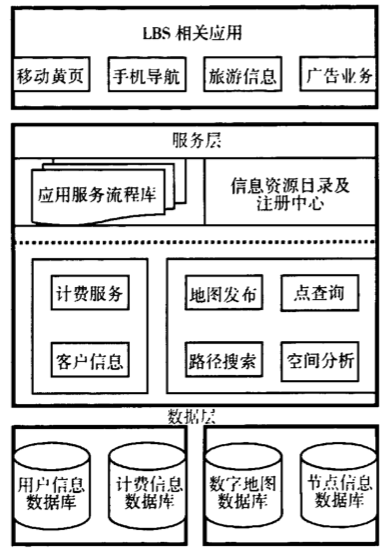 LBS 相关应用
移动黄页
手机导航
旅游信息
广告业务
服务层
应用服务流程库
信息资源目录及
注册中心
计费服务
地图发布
点查询
客户信息
路径搜索
空间分析
数据层
用户信息
数据库
计费信息
数据库
数字地图
数据库
节点信息
数据库